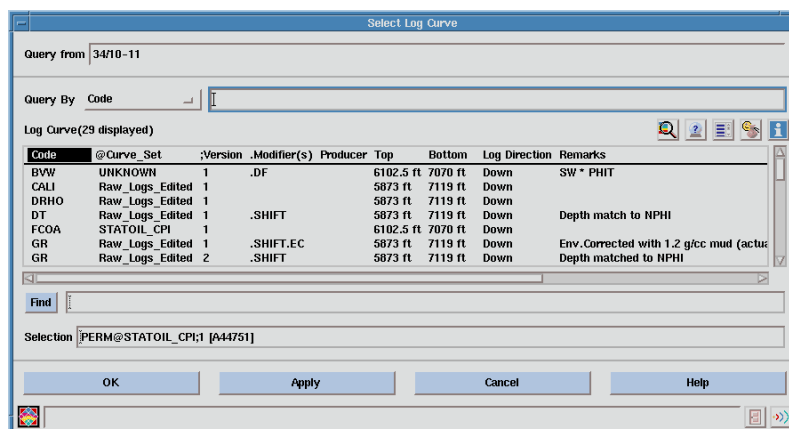 Select Log Curve
Query from 34/10-11
Query By Code
Log Curve(29 displayed)
Code @Curve_Set ;Version .Modifier(s) Producer Top Bottom Log Direction Remarks
BVW UNKNOWN 1 .DF 6102.5 ft 7070 ft Down SW * PHIT
CALI Raw_Logs_Edited 1 5873 ft 7119 ft Down
DRHO Raw_Logs_Edited 1 5873 ft 7119 ft Down
DT Raw_Logs_Edited 1 .SHIFT 5873 ft 7119 ft Down Depth match to NPHI
FCOA STATOIL_CPI 1 6102.5 ft 7070 ft Down
GR Raw_Logs_Edited 1 .SHIFT.EC 5873 ft 7119 ft Down Env.Corrected with 1.2 g/cc mud (actua
GR Raw_Logs_Edited 2 .SHIFT 5873 ft 7119 ft Down Depth matched to NPHI
Find
Selection PERM@STATOIL_CPI;1 [A44751]
OK Apply Cancel Help